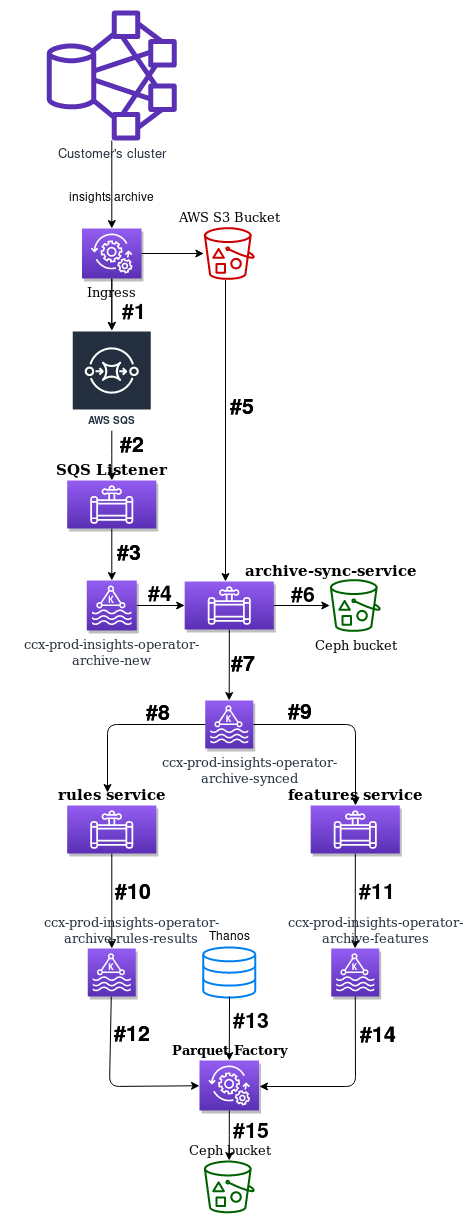 Customer's cluster
insights archive
AWS S3 Bucket
Ingress
#1
AWS SQS
#5
#2
SQS Listener
#3
archive-sync-service
#4
#6
ccx-prod-insights-operator-
archive-new
Ceph bucket
#7
K
#8
#9
K
ccx-prod-insights-operator-
archive-synced
rules service
features service
#10
#11
ccx-prod-insights-operator-
archive-rules-results
Thanos
ccx-prod-insights-operator-
archive-features
K
K
#12
#13
#14
Parquet Factory
#15
Ceph bucket